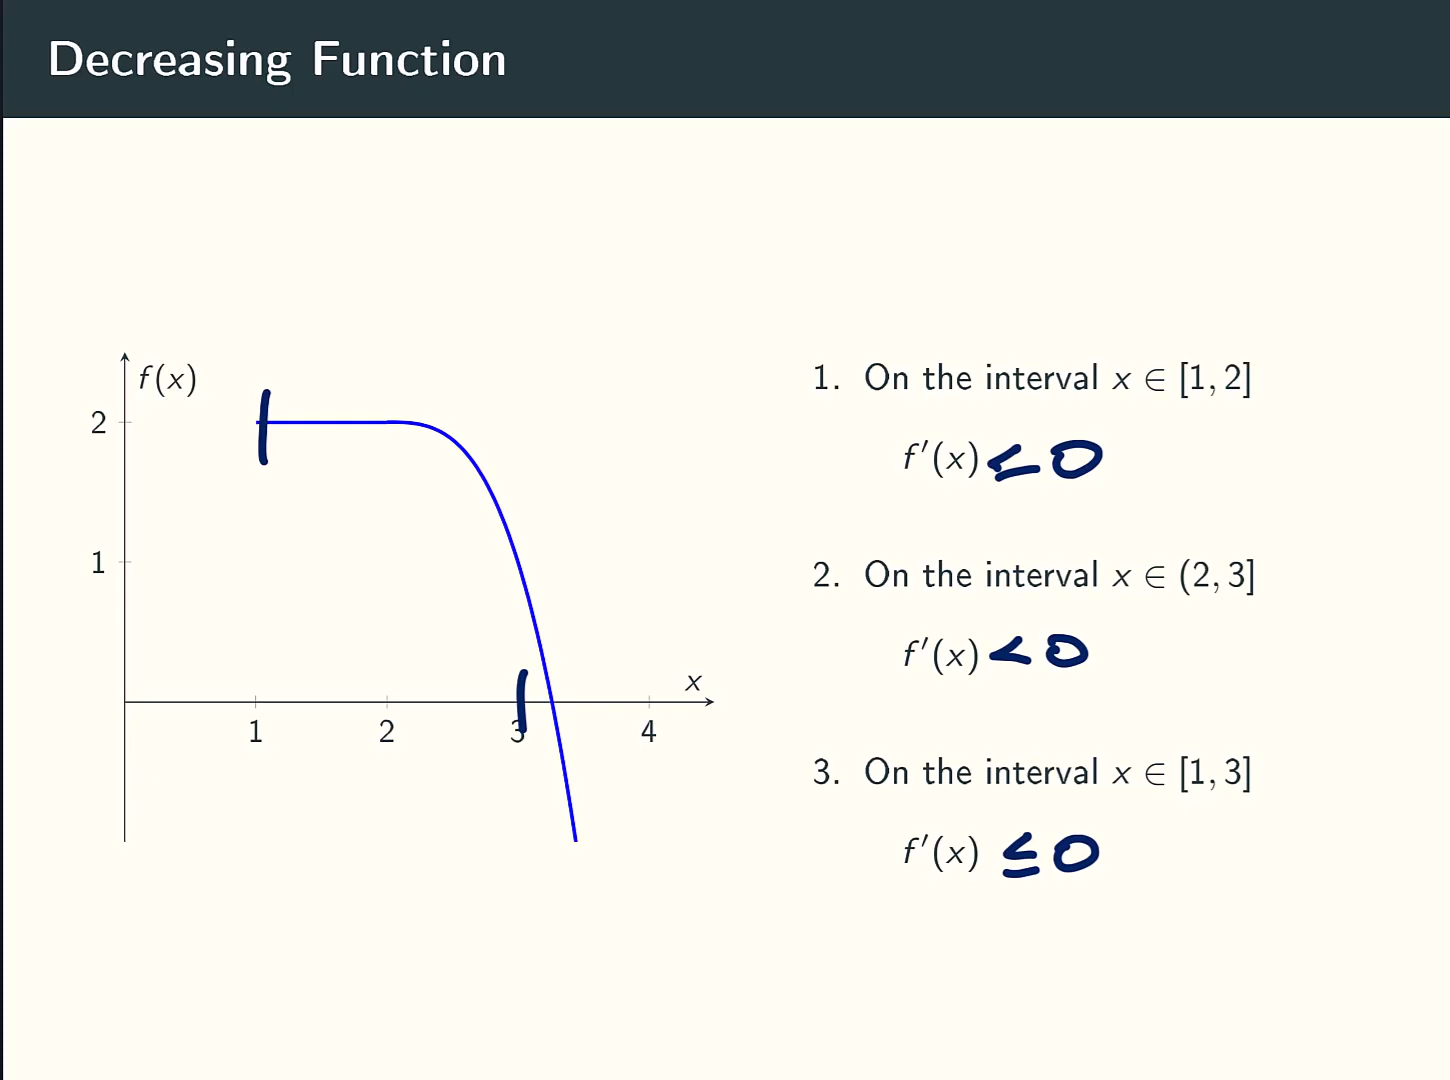 Decreasing Function
f(x)
2
1
x
1 2 3 4
1. On the interval x ∈ [1, 2]
f′(x) ≤ 0
2. On the interval x ∈ (2, 3]
f′(x) < 0
3. On the interval x ∈ [1, 3]
f′(x) ≤ 0